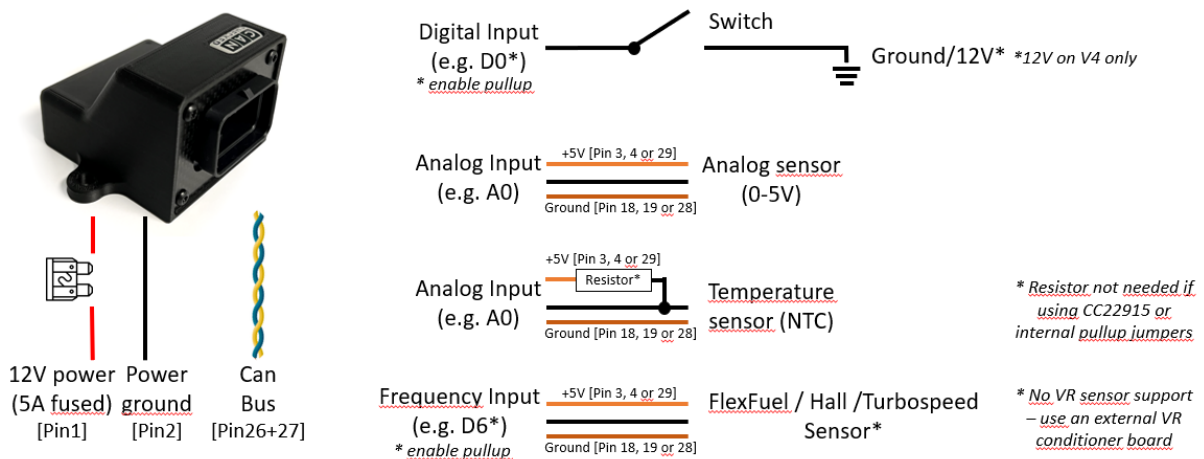 CAN
Digital Input
(e.g. D0*)
* enable pullup
Switch
Ground/12V* *12V on V4 only
Analog Input
(e.g. A0)
+5V [Pin 3, 4 or 29]
Ground [Pin 18, 19 or 28]
Analog sensor
(0-5V)
Analog Input
(e.g. A0)
+5V [Pin 3, 4 or 29]
Resistor*
Ground [Pin 18, 19 or 28]
Temperature
sensor (NTC)
* Resistor not needed if
using CC22915 or
internal pullup jumpers
Frequency Input
(e.g. D6*)
* enable pullup
+5V [Pin 3, 4 or 29]
Ground [Pin 18, 19 or 28]
FlexFuel / Hall /Turbospeed
Sensor*
* No VR sensor support
– use an external VR
conditioner board
12V power
(5A fused)
[Pin1]
Power
ground
[Pin2]
Can
Bus
[Pin26+27]